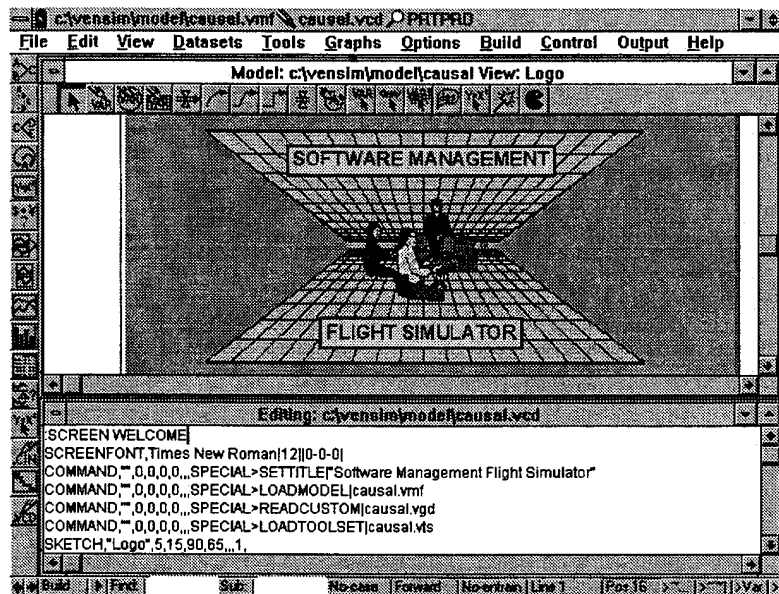 c:\vensim\model\causal.vmf causal.vcd PRTPRD
File Edit View Datasets Tools Graphs Options Build Control Output Help
Model: c:\vensim\model\causal View: Logo
SOFTWARE MANAGEMENT
FLIGHT SIMULATOR
Editing: c:\vensim\model\causal.vcd
:SCREEN WELCOME
SCREENFONT,Times New Roman|12||0-0-0|
COMMAND,"",0,0,0,0,,,SPECIAL>SETTITLE|"Software Management Flight Simulator"
COMMAND,"",0,0,0,0,,,SPECIAL>LOADMODEL|causal.vmf
COMMAND,"",0,0,0,0,,,SPECIAL>READCUSTOM|causal.vgd
COMMAND,"",0,0,0,0,,,SPECIAL>LOADTOOLSET|causal.vts
SKETCH,"Logo",5,15,90,65,,,1,
Build Find: Sub: No-case Forward Line 1 Pos 16